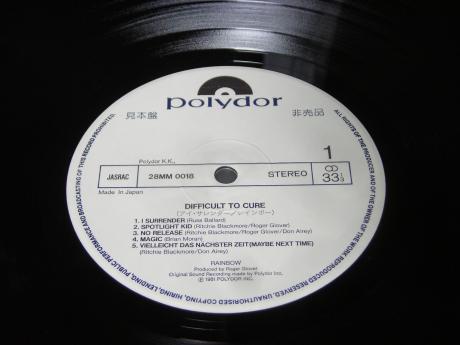 polydor
見本盤
非売品
Polydor K.K.,
JASRAC
28MM 0018
STEREO
1
33⅓
Made In Japan
DIFFICULT TO CURE
(アイ・サレンダー/レインボー)
1. I SURRENDER (Russ Ballard)
2. SPOTLIGHT KID (Ritchie Blackmore/Roger Glover)
3. NO RELEASE (Ritchie Blackmore/Roger Glover/Don Airey)
4. MAGIC (Brian Moran)
5. VIELLEICHT DAS NACHSTER ZEIT(MAYBE NEXT TIME)
(Ritchie Blackmore/Don Airey)
RAINBOW
Produced by Roger Glover
Original Sound Recording made by Polydor Inc.
℗ 1981 POLYDOR INC.
ALL RIGHTS OF THE PRODUCER AND OF THE OWNER OF THE WORK REPRODUCED RESERVED. UNAUTHORISED COPYING, HIRING, LENDING, PUBLIC PERFORMANCE AND BROADCASTING OF THIS RECORD PROHIBITED.